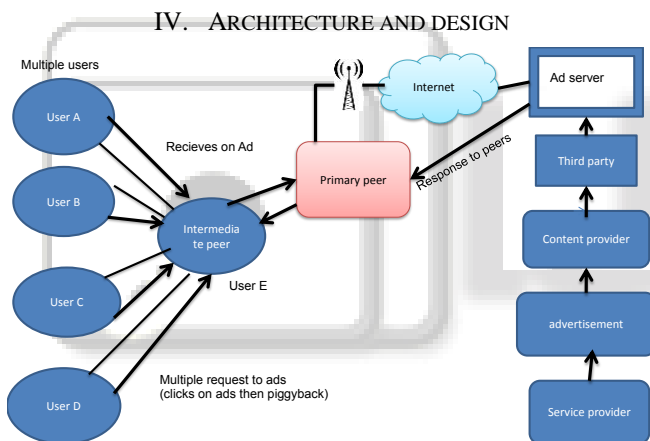 IV. ARCHITECTURE AND DESIGN
Multiple users
User A
User B
User C
User D
Recieves on Ad
Intermedia
te peer
User E
Multiple request to ads
(clicks on ads then piggyback)
Primary peer
Internet
Response to peers
Ad server
Third party
Content provider
advertisement
Service provider